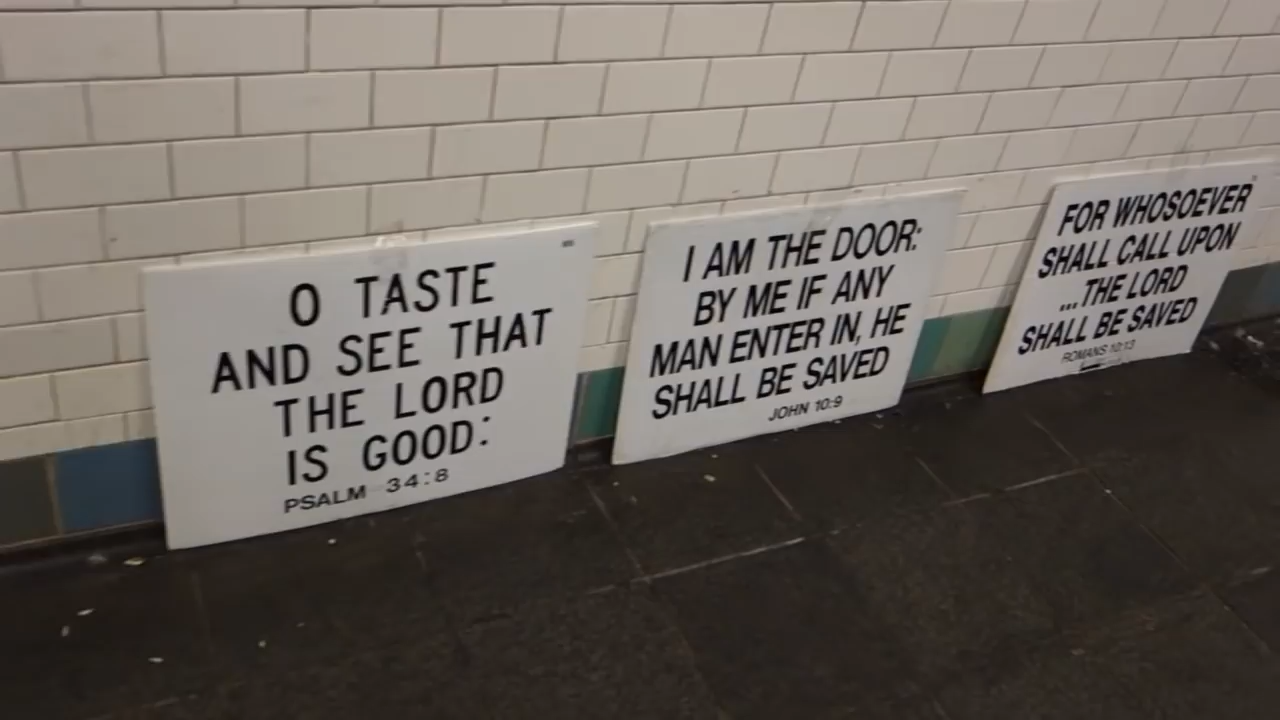 O TASTE
AND SEE THAT
THE LORD
IS GOOD:
PSALM 34:8
I AM THE DOOR:
BY ME IF ANY
MAN ENTER IN, HE
SHALL BE SAVED
JOHN 10:9
FOR WHOSOEVER
SHALL CALL UPON
...THE LORD
SHALL BE SAVED
ROMANS 10:13